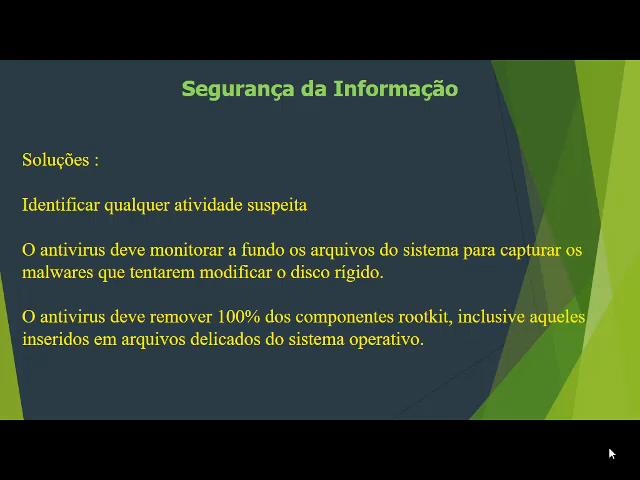 Segurança da Informação
Soluções :
Identificar qualquer atividade suspeita
O antivirus deve monitorar a fundo os arquivos do sistema para capturar os
malwares que tentarem modificar o disco rígido.
O antivirus deve remover 100% dos componentes rootkit, inclusive aqueles
inseridos em arquivos delicados do sistema operativo.